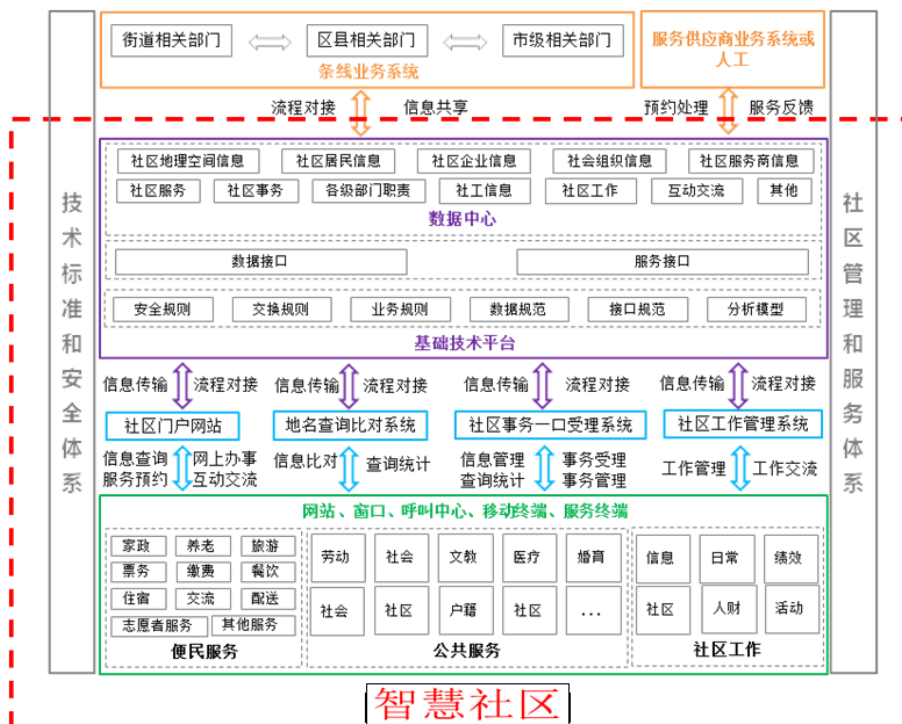 街道相关部门 区县相关部门 市级相关部门
条线业务系统
服务供应商业务系统或
人工
流程对接 信息共享
预约处理 服务反馈
技术标准和安全体系
社区管理和服务体系
社区地理空间信息 社区居民信息 社区企业信息 社会组织信息 社区服务商信息
社区服务 社区事务 各级部门职责 社工信息 社区工作 互动交流 其他
数据中心
数据接口 服务接口
安全规则 交换规则 业务规则 数据规范 接口规范 分析模型
基础技术平台
信息传输 流程对接 信息传输 流程对接 信息传输 流程对接 信息传输 流程对接
社区门户网站 地名查询比对系统 社区事务一口受理系统 社区工作管理系统
信息查询 网上办事
服务预约 互动交流
信息比对 查询统计
信息管理 事务受理
查询统计 事务管理
工作管理 工作交流
网站、窗口、呼叫中心、移动终端、服务终端
家政 养老 旅游
票务 缴费 餐饮
住宿 交流 配送
志愿者服务 其他服务
便民服务
劳动 社会 文教 医疗 婚育
社会 社区 户籍 社区 ...
公共服务
信息 日常 绩效
社区 人财 活动
社区工作
智慧社区